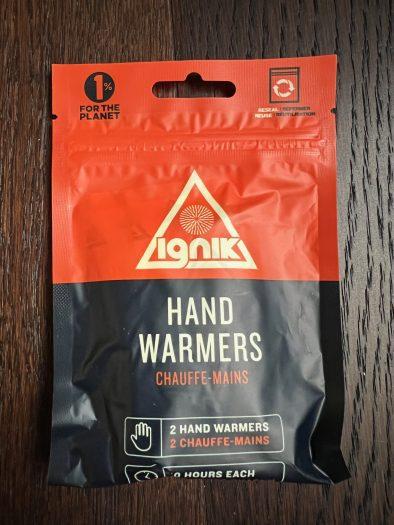 1%
FOR THE
PLANET
RESEAL | REFERMER
REUSE | RÉUTILISATION
IGNIK
HAND
WARMERS
CHAUFFE-MAINS
2 HAND WARMERS
2 CHAUFFE-MAINS
HOURS EACH